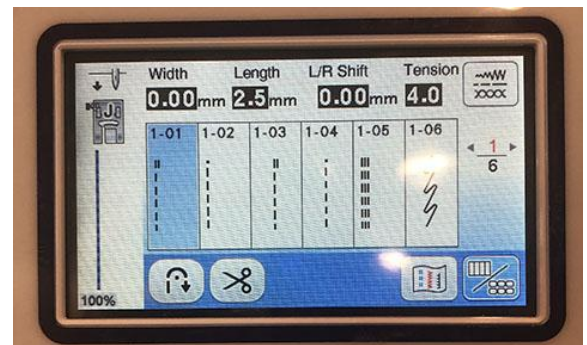 Width Length L/R Shift Tension
0.00mm 2.5mm 0.00mm 4.0
J
1-01 1-02 1-03 1-04 1-05 1-06
1
6
100%